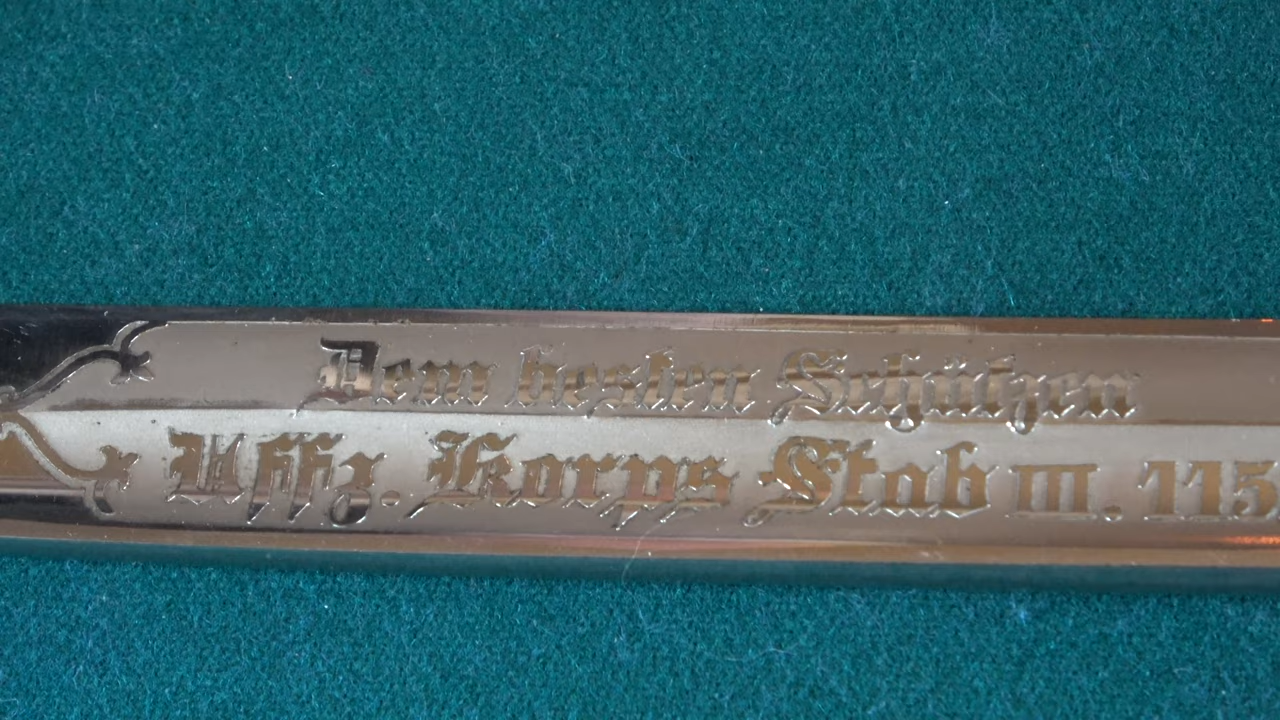 Dem besten Schützen
Uffz. Korps Stab III. 115